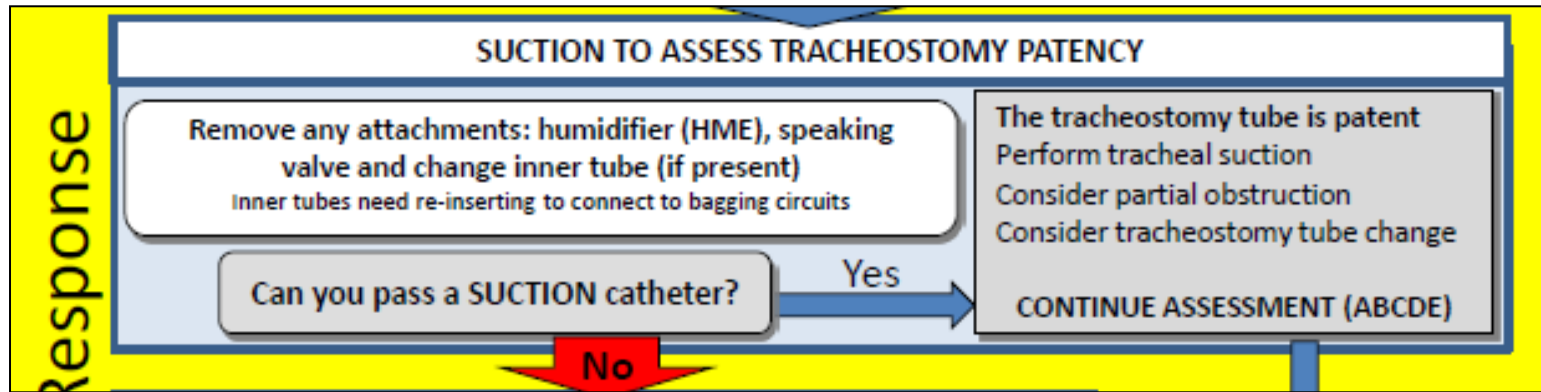 Response
SUCTION TO ASSESS TRACHEOSTOMY PATENCY
Remove any attachments: humidifier (HME), speaking
valve and change inner tube (if present)
Inner tubes need re-inserting to connect to bagging circuits
Can you pass a SUCTION catheter?
Yes
The tracheostomy tube is patent
Perform tracheal suction
Consider partial obstruction
Consider tracheostomy tube change
CONTINUE ASSESSMENT (ABCDE)
No